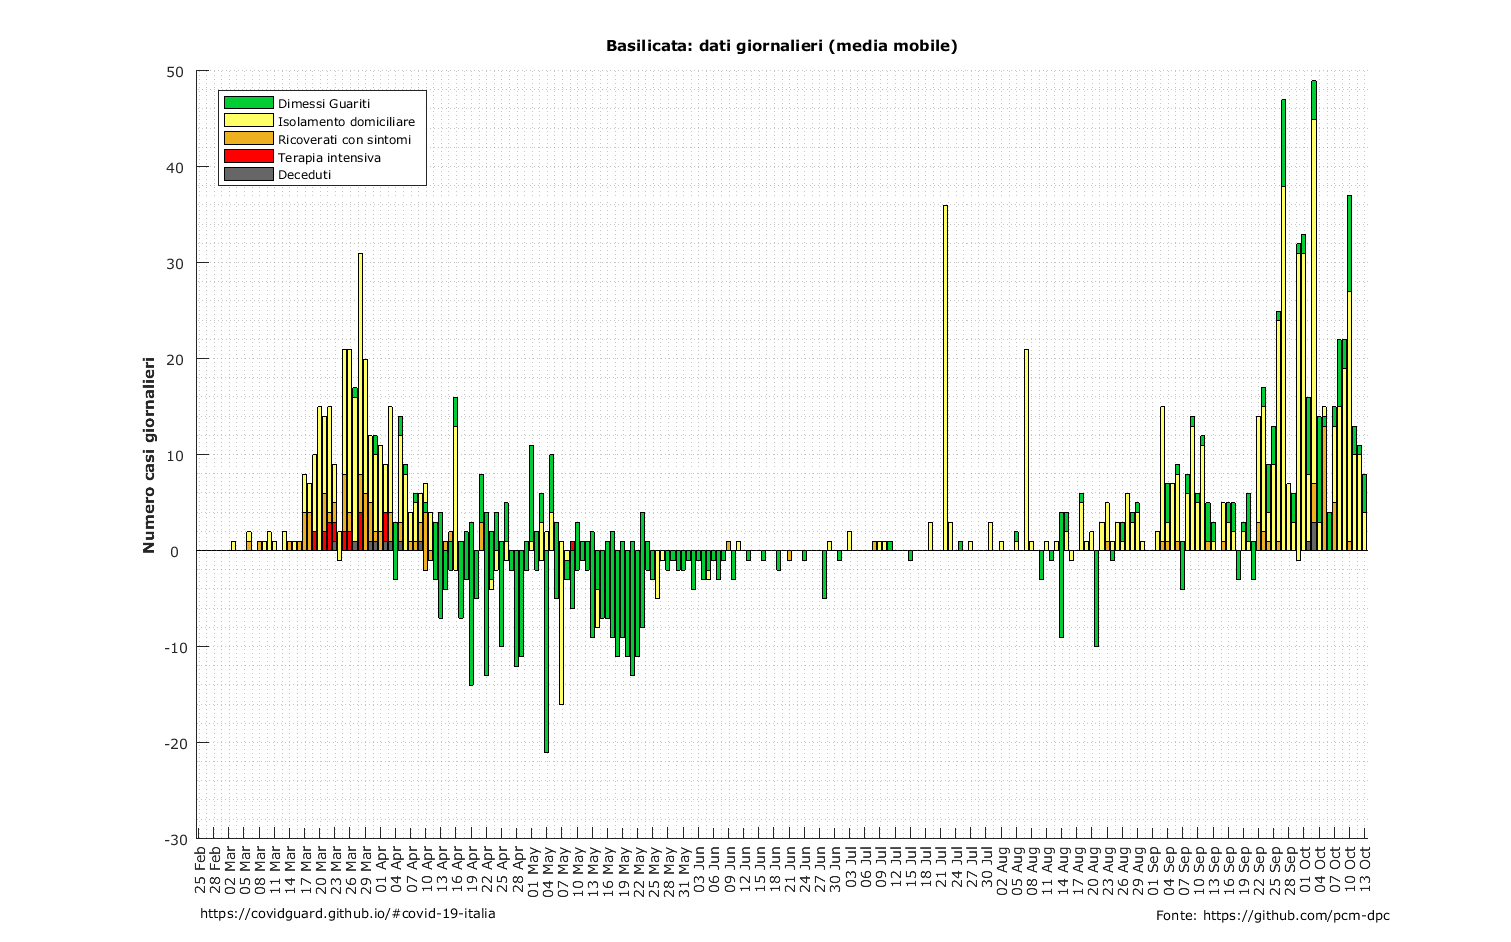 Basilicata: dati giornalieri (media mobile)
50
40
30
20
10
0
-10
-20
-30
Numero casi giornalieri
Dimessi Guariti
Isolamento domiciliare
Ricoverati con sintomi
Terapia intensiva
Deceduti
25 Feb
28 Feb
02 Mar
05 Mar
08 Mar
11 Mar
14 Mar
17 Mar
20 Mar
23 Mar
26 Mar
29 Mar
01 Apr
04 Apr
07 Apr
10 Apr
13 Apr
16 Apr
19 Apr
22 Apr
25 Apr
28 Apr
01 May
04 May
07 May
10 May
13 May
16 May
19 May
22 May
25 May
28 May
31 May
03 Jun
06 Jun
09 Jun
12 Jun
15 Jun
18 Jun
21 Jun
24 Jun
27 Jun
30 Jun
03 Jul
06 Jul
09 Jul
12 Jul
15 Jul
18 Jul
21 Jul
24 Jul
27 Jul
30 Jul
02 Aug
05 Aug
08 Aug
11 Aug
14 Aug
17 Aug
20 Aug
23 Aug
26 Aug
29 Aug
01 Sep
04 Sep
07 Sep
10 Sep
13 Sep
16 Sep
19 Sep
22 Sep
25 Sep
28 Sep
01 Oct
04 Oct
07 Oct
10 Oct
13 Oct
https://covidguard.github.io/#covid-19-italia
Fonte: https://github.com/pcm-dpc